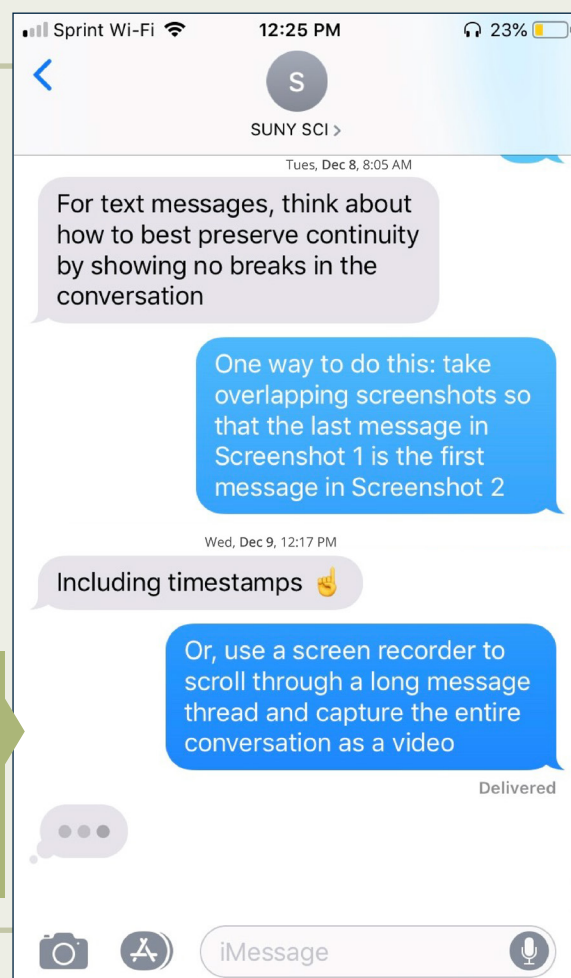 Sprint Wi-Fi 12:25 PM 23%
S
SUNY SCI >
Tues, Dec 8, 8:05 AM
For text messages, think about
how to best preserve continuity
by showing no breaks in the
conversation
One way to do this: take
overlapping screenshots so
that the last message in
Screenshot 1 is the first
message in Screenshot 2
Wed, Dec 9, 12:17 PM
Including timestamps ☝️
Or, use a screen recorder to
scroll through a long message
thread and capture the entire
conversation as a video
Delivered
iMessage